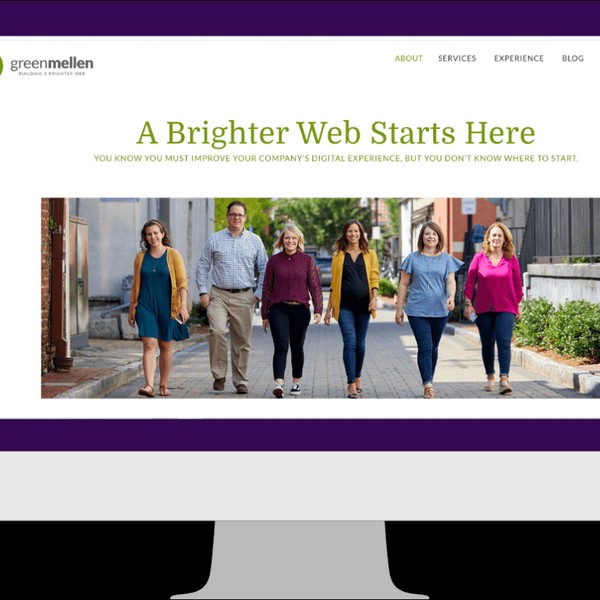 greenmellen
BUILDING A BRIGHTER WEB
ABOUT SERVICES EXPERIENCE BLOG
A Brighter Web Starts Here
YOU KNOW YOU MUST IMPROVE YOUR COMPANY'S DIGITAL EXPERIENCE, BUT YOU DON'T KNOW WHERE TO START.